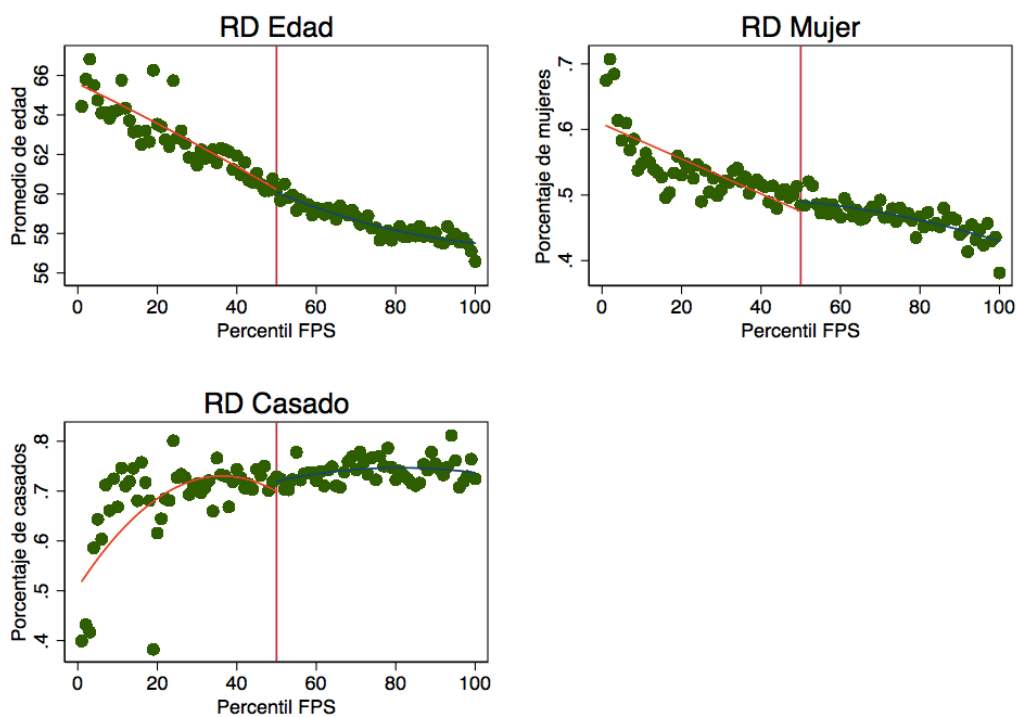 RD Edad
Promedio de edad
66
64
62
60
58
56
0 20 40 60 80 100
Percentil FPS
RD Mujer
Porcentaje de mujeres
.7
.6
.5
.4
0 20 40 60 80 100
Percentil FPS
RD Casado
Porcentaje de casados
.8
.7
.6
.5
.4
0 20 40 60 80 100
Percentil FPS